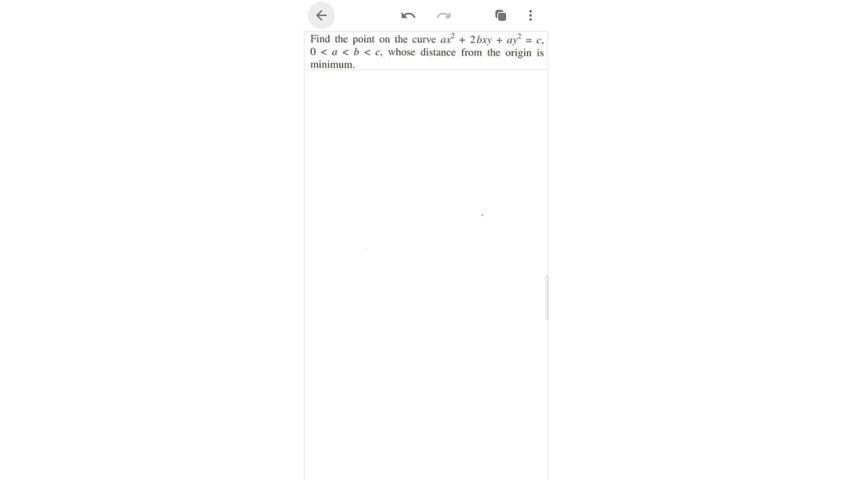 Find the point on the curve ax² + 2bxy + ay² = c,
0 < a < b < c, whose distance from the origin is
minimum.